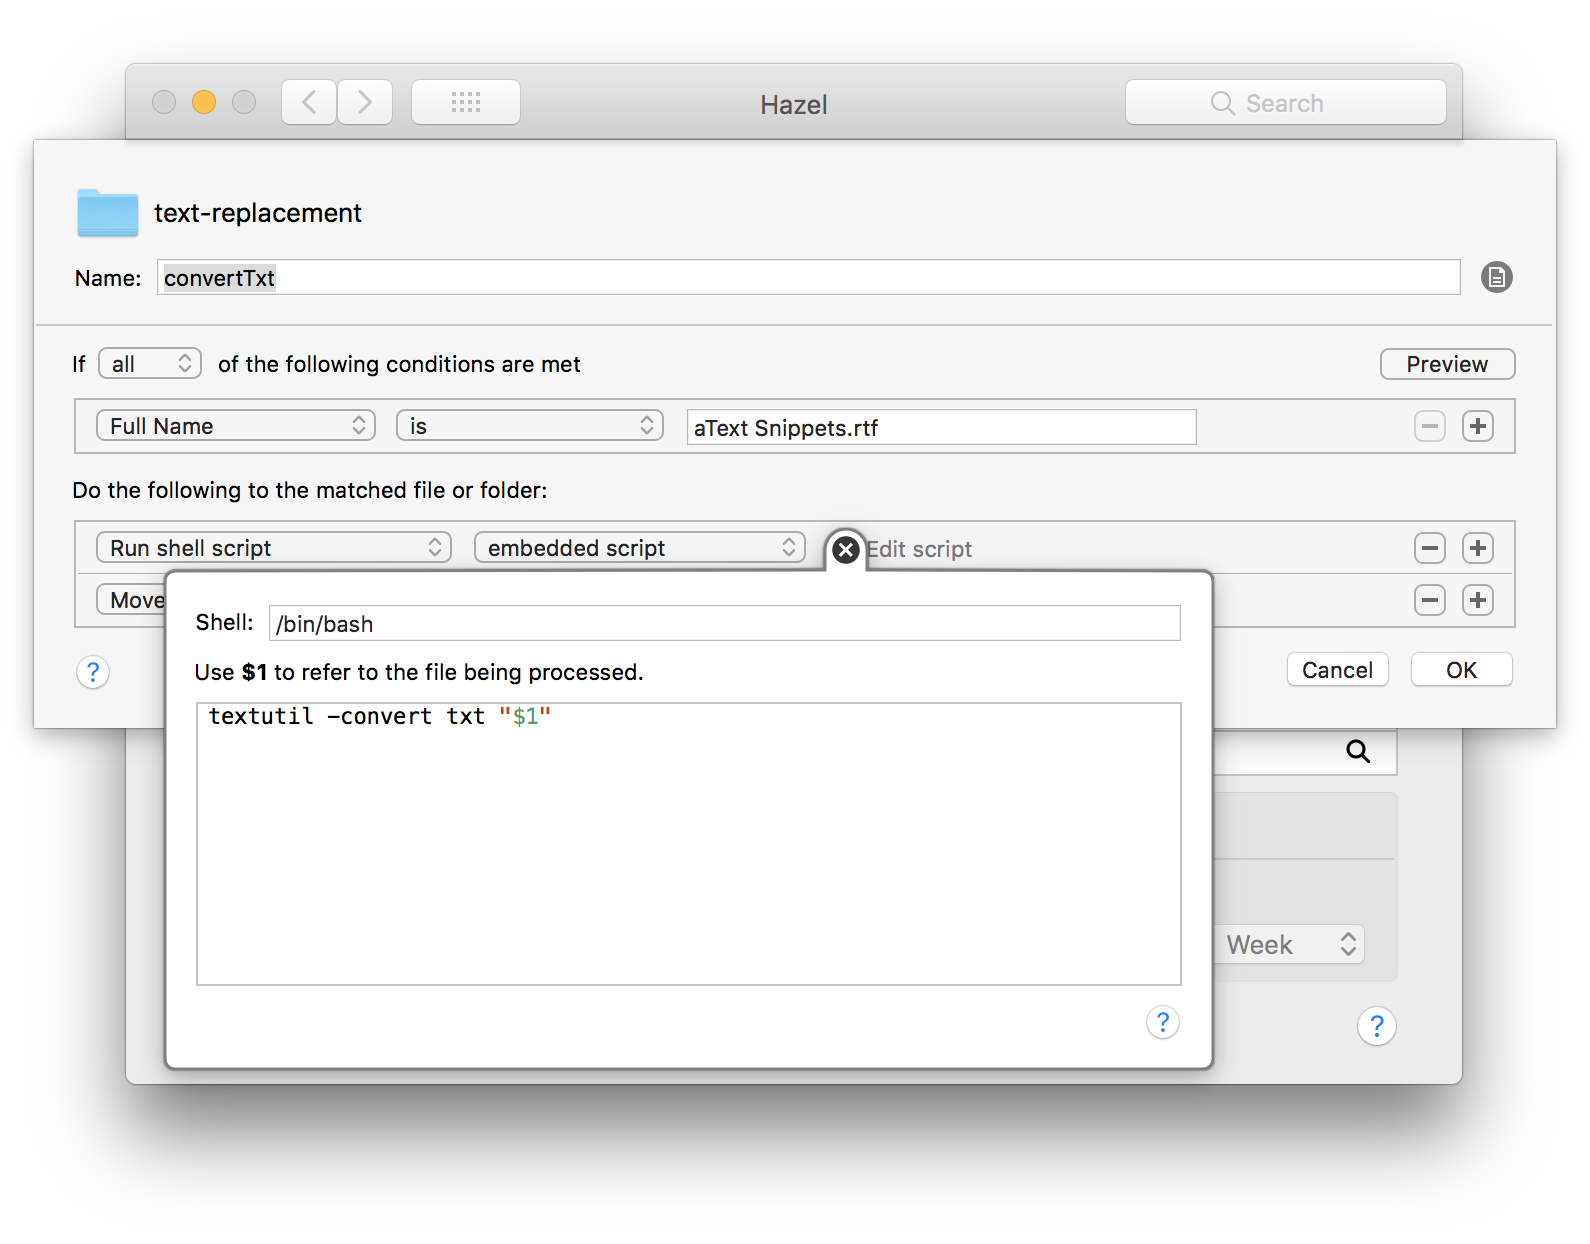 Hazel
Search
text-replacement
Name: convertTxt
If all of the following conditions are met Preview
Full Name is aText Snippets.rtf
Do the following to the matched file or folder:
Run shell script embedded script Edit script
Move
Shell: /bin/bash
Use $1 to refer to the file being processed.
? Cancel OK
textutil -convert txt "$1"
Week
? ?